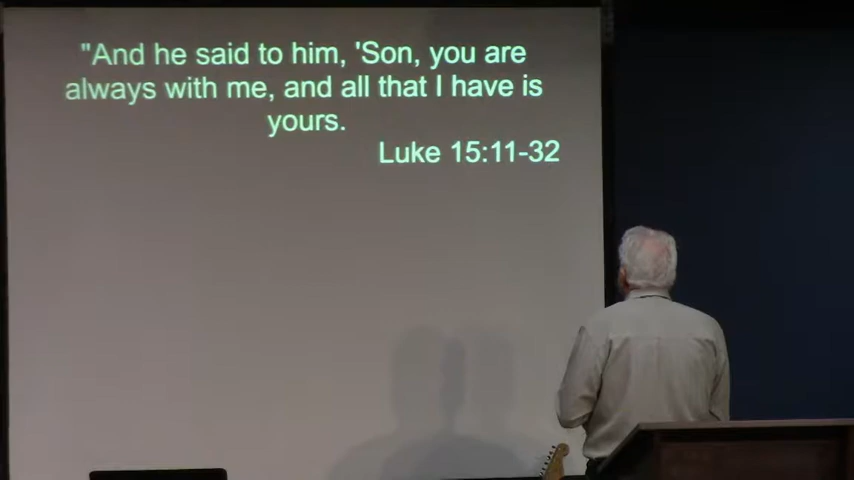 "And he said to him, 'Son, you are
always with me, and all that I have is
yours.
Luke 15:11-32